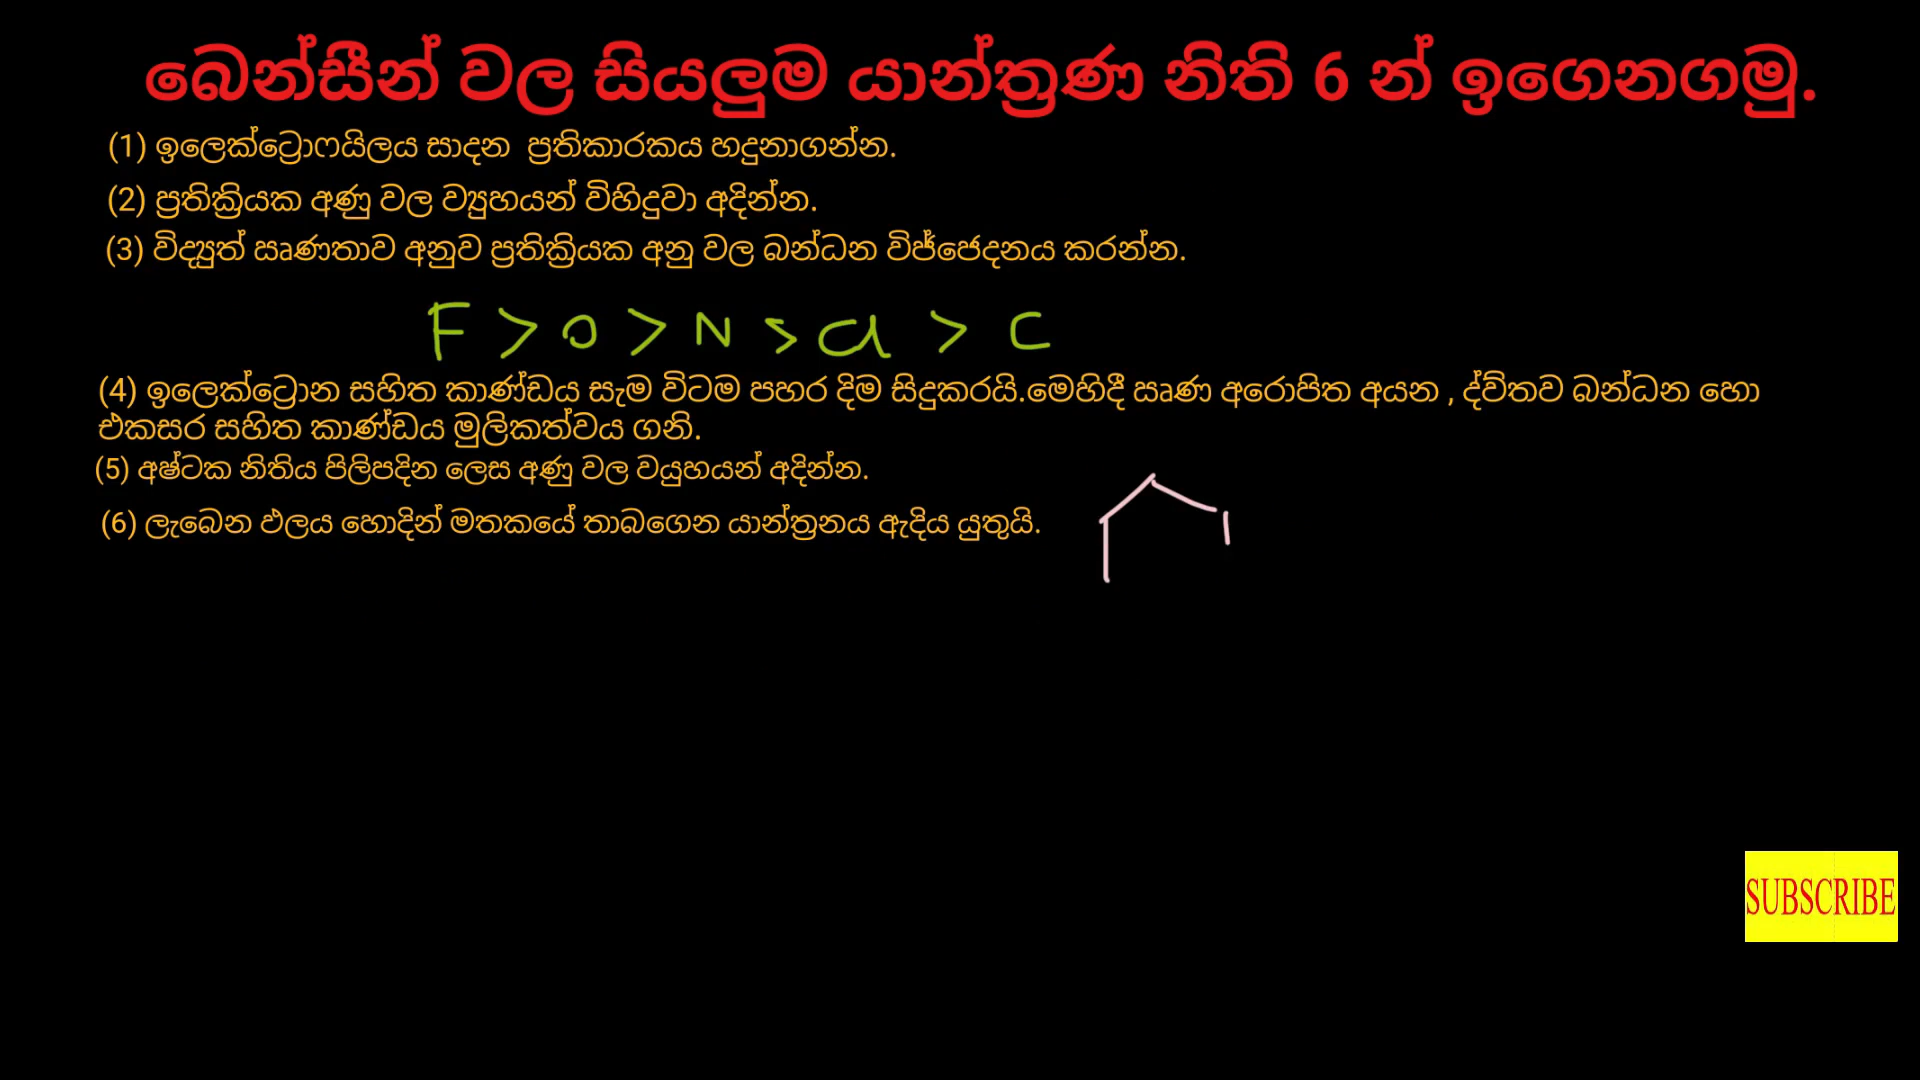 බෙන්සීන් වල සියලුම යාන්ත්‍රණ නිති 6 න් ඉගෙනගමු.
(1) ඉලෙක්ට්‍රොෆයිලය සාදන ප්‍රතිකාරකය හදුනාගන්න.
(2) ප්‍රතික්‍රියක අණු වල ව්‍යුහයන් විහිදුවා අදින්න.
(3) විද්‍යුත් සෘණතාව අනුව ප්‍රතික්‍රියක අනු වල බන්ධන විජ්ජෙදනය කරන්න.
F > O > N > Cl > C
(4) ඉලෙක්ට්‍රොන සහිත කාණ්ඩය සැම විටම පහර දිම සිදුකරයි.මෙහිදී සෘණ අරොපිත අයන , ද්විත්ව බන්ධන හො
එකසර සහිත කාණ්ඩය මුලිකත්වය ගනි.
(5) අෂ්ටක නිතිය පිලිපදින ලෙස අණු වල වයුහයන් අදින්න.
(6) ලැබෙන ඵලය හොදින් මතකයේ තාබගෙන යාන්ත්‍රනය ඇදිය යුතුයි.
SUBSCRIBE